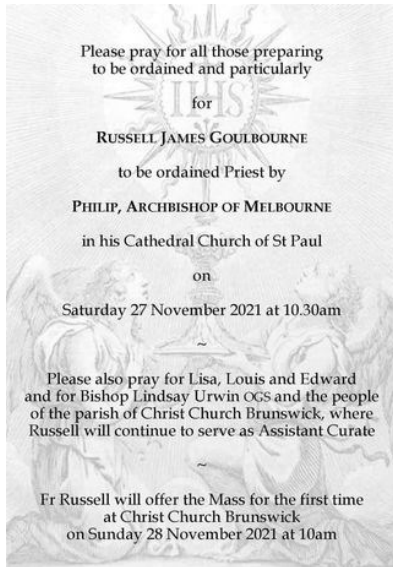 IHS
Please pray for all those preparing
to be ordained and particularly
for
RUSSELL JAMES GOULBOURNE
to be ordained Priest by
PHILIP, ARCHBISHOP OF MELBOURNE
in his Cathedral Church of St Paul
on
Saturday 27 November 2021 at 10.30am
~
Please also pray for Lisa, Louis and Edward
and for Bishop Lindsay Urwin OGS and the people
of the parish of Christ Church Brunswick, where
Russell will continue to serve as Assistant Curate
~
Fr Russell will offer the Mass for the first time
at Christ Church Brunswick
on Sunday 28 November 2021 at 10am